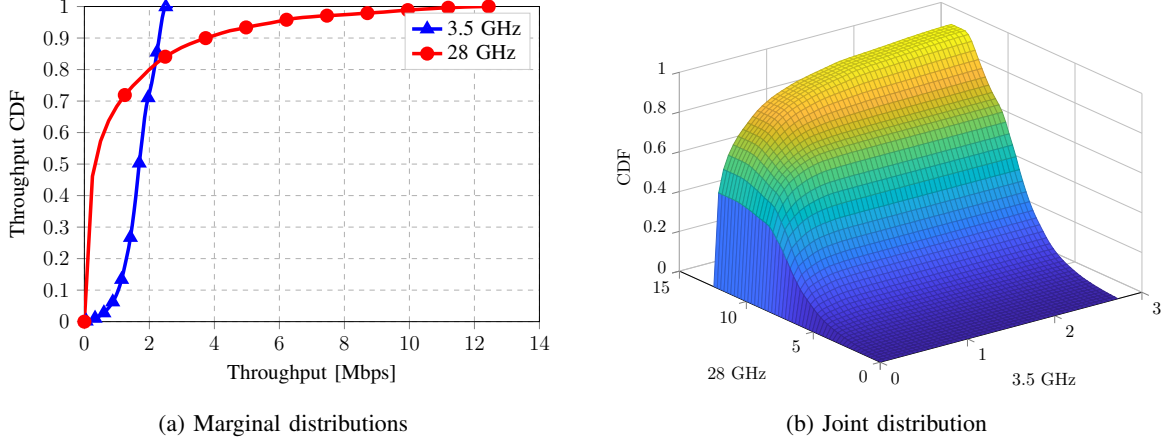 1
0.9
0.8
0.7
0.6
0.5
0.4
0.3
0.2
0.1
0
Throughput CDF
0 2 4 6 8 10 12 14
Throughput [Mbps]
3.5 GHz
28 GHz
(a) Marginal distributions
1
0.8
0.6
0.4
0.2
0
CDF
15
10
5
0
28 GHz
0
1
2
3
3.5 GHz
(b) Joint distribution